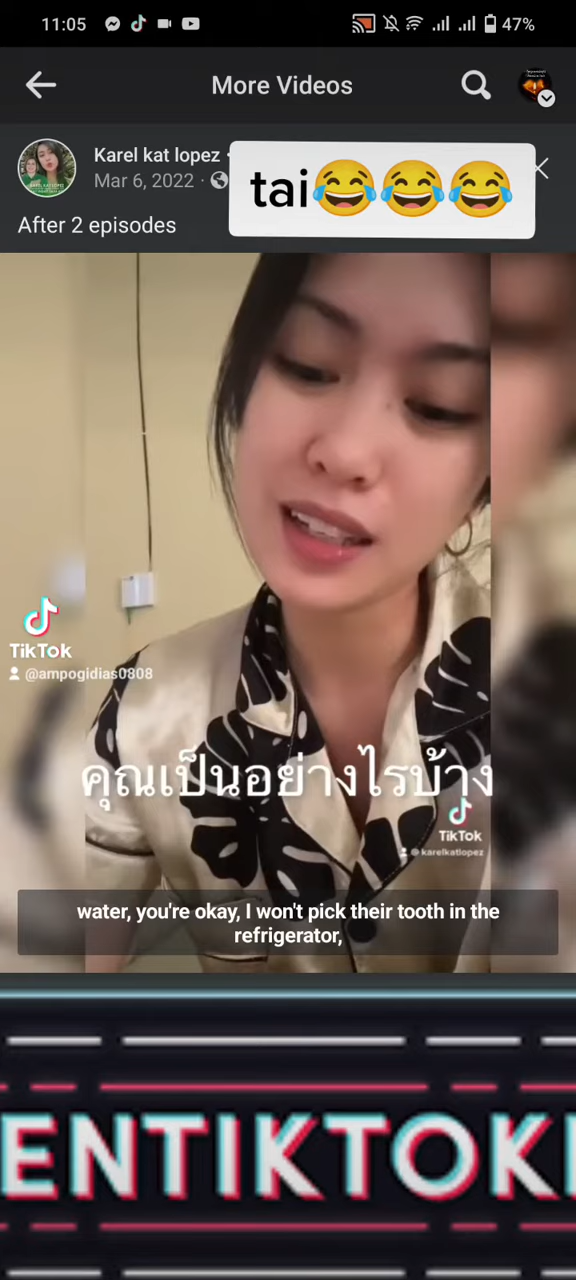 11:05
47%
More Videos
Karel kat lopez
Mar 6, 2022 ·
tai😂😂😂
After 2 episodes
TikTok
@ampogidias0808
คุณเป็นอย่างไรบ้าง
TikTok
@karelkatlopez
water, you're okay, I won't pick their tooth in the
refrigerator,
ENTIKTOK